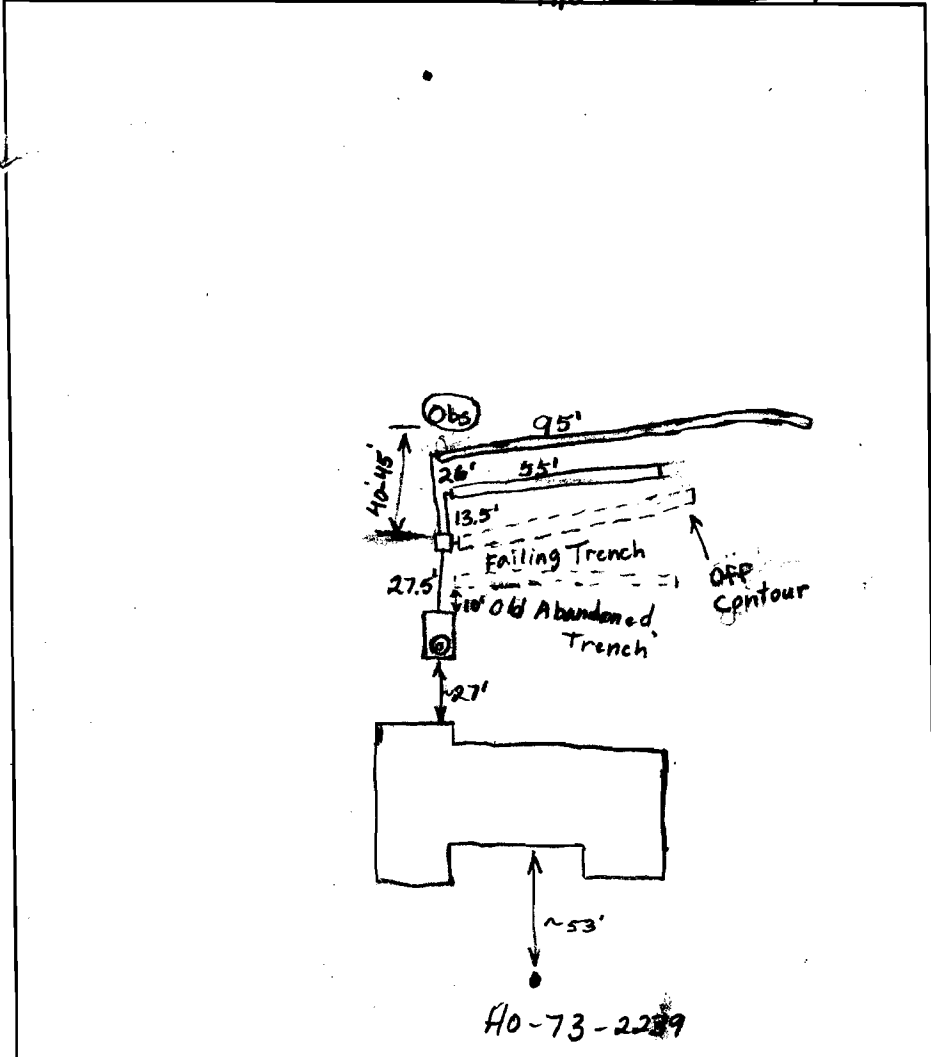 Obs
95'
40-45'
26'
55'
13.5'
Failing Trench
27.5'
Off
Contour
10' Old Abandoned
Trench
~27'
~53'
HO-73-2239